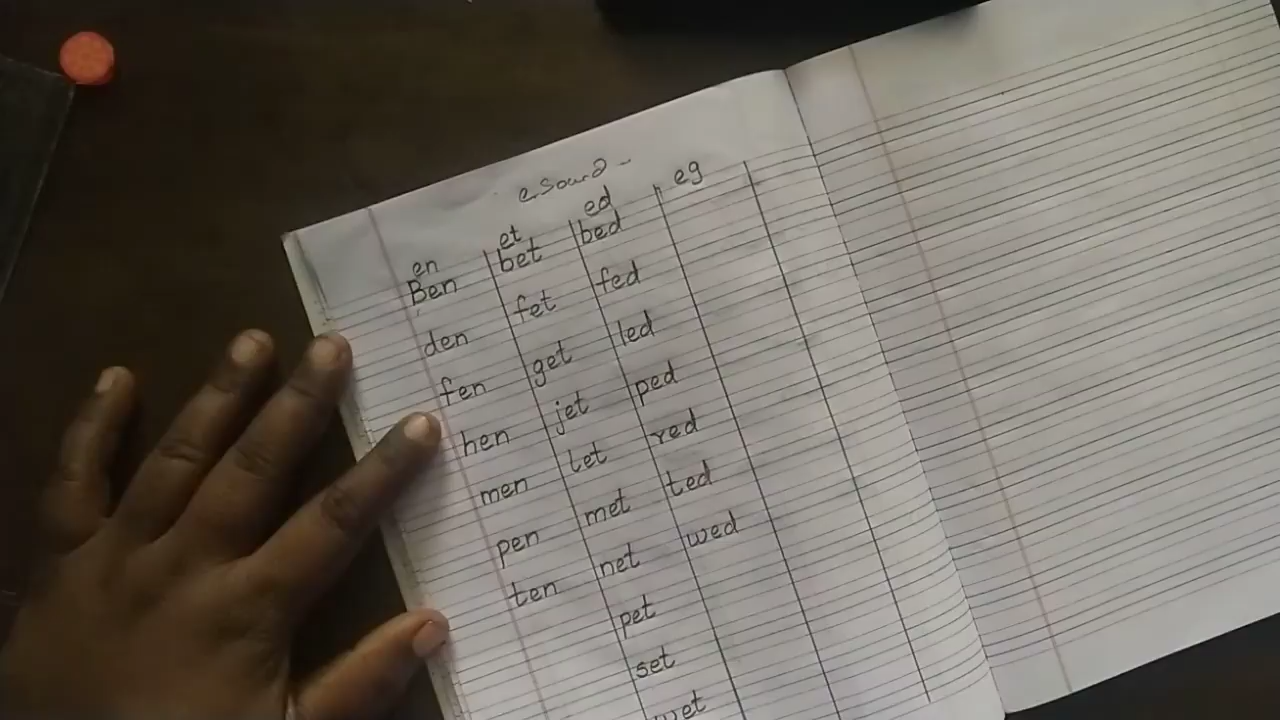 e Sound -
en et ed eg
Ben bet bed
den fet fed
fen get led
hen jet ped
men let red
pen met ted
ten net wed
pet
set
wet